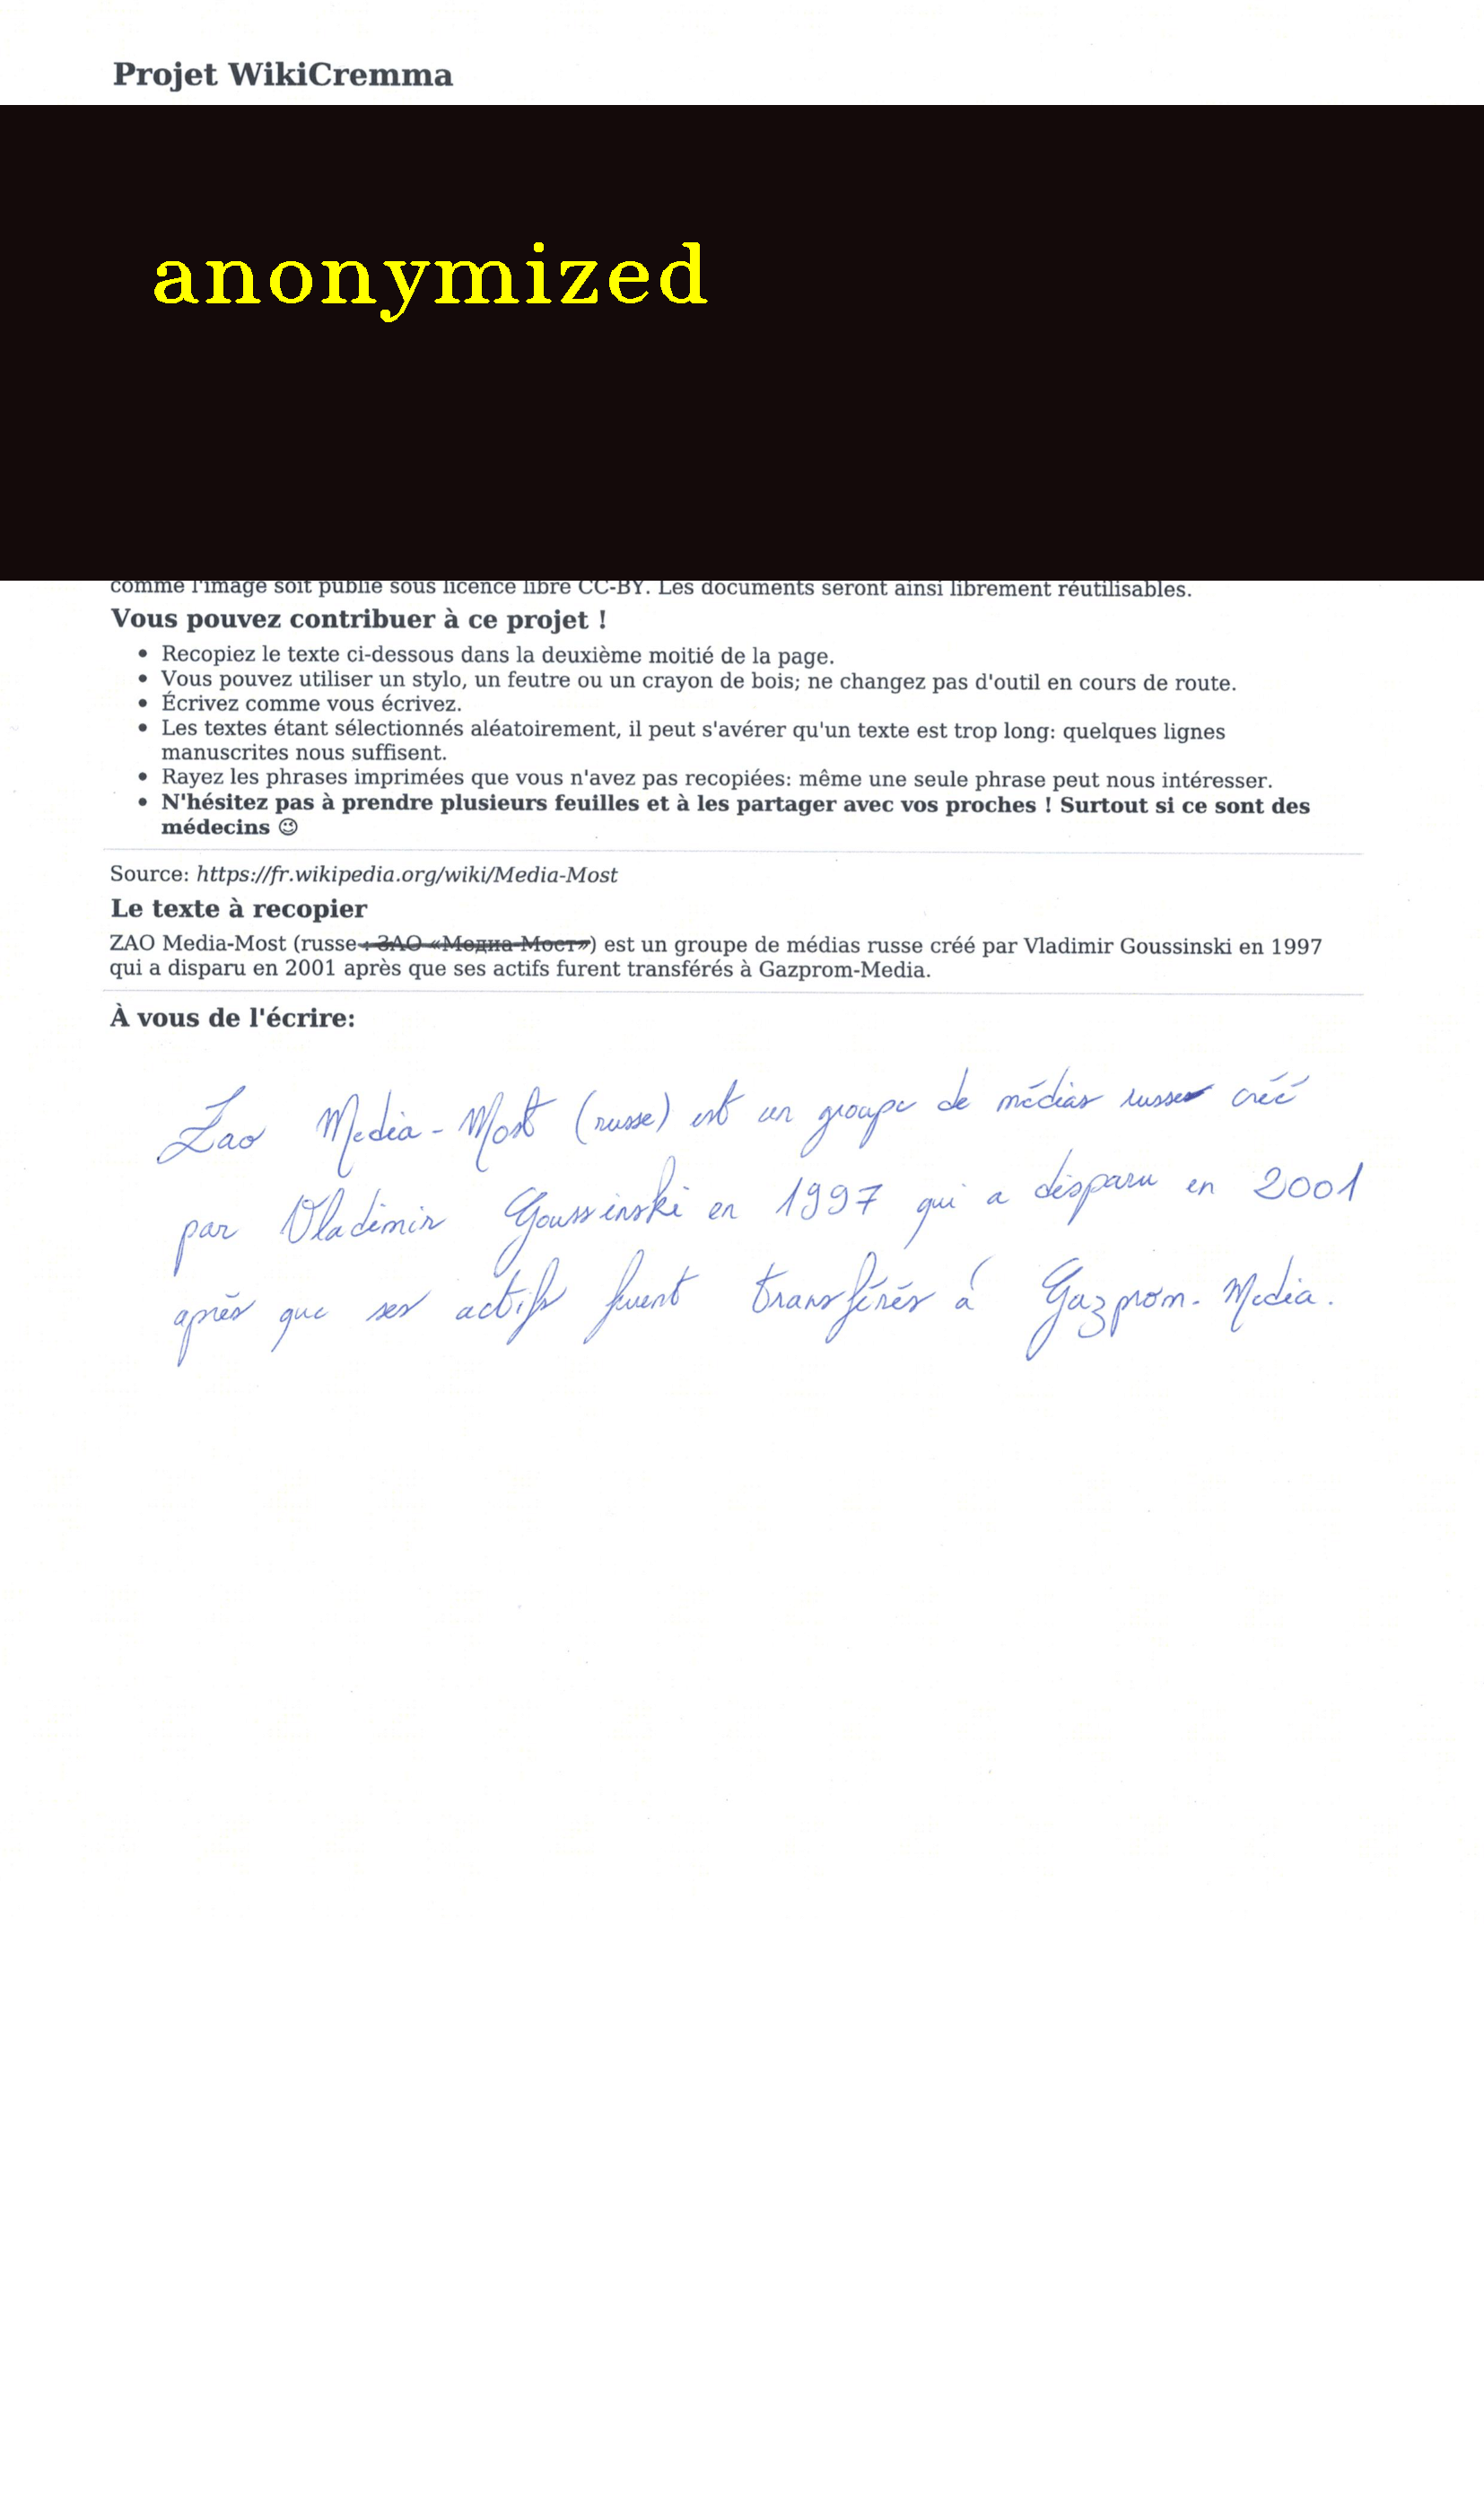 Projet WikiCremma
anonymized
comme l'image soit publié sous licence libre CC-BY. Les documents seront ainsi librement réutilisables.
Vous pouvez contribuer à ce projet !
• Recopiez le texte ci-dessous dans la deuxième moitié de la page.
• Vous pouvez utiliser un stylo, un feutre ou un crayon de bois; ne changez pas d'outil en cours de route.
• Écrivez comme vous écrivez.
• Les textes étant sélectionnés aléatoirement, il peut s'avérer qu'un texte est trop long: quelques lignes
manuscrites nous suffisent.
• Rayez les phrases imprimées que vous n'avez pas recopiées: même une seule phrase peut nous intéresser.
• N'hésitez pas à prendre plusieurs feuilles et à les partager avec vos proches ! Surtout si ce sont des
médecins 😉
Source: https://fr.wikipedia.org/wiki/Media-Most
Le texte à recopier
ZAO Media-Most (russe : ЗАО «Медиа-Мост») est un groupe de médias russe créé par Vladimir Goussinski en 1997
qui a disparu en 2001 après que ses actifs furent transférés à Gazprom-Media.
À vous de l'écrire:
Zao Media-Most (russe) est un groupe de médias russe créé
par Vladimir Goussinski en 1997 qui a disparu en 2001
après que ses actifs furent transférés à Gazprom-Media.